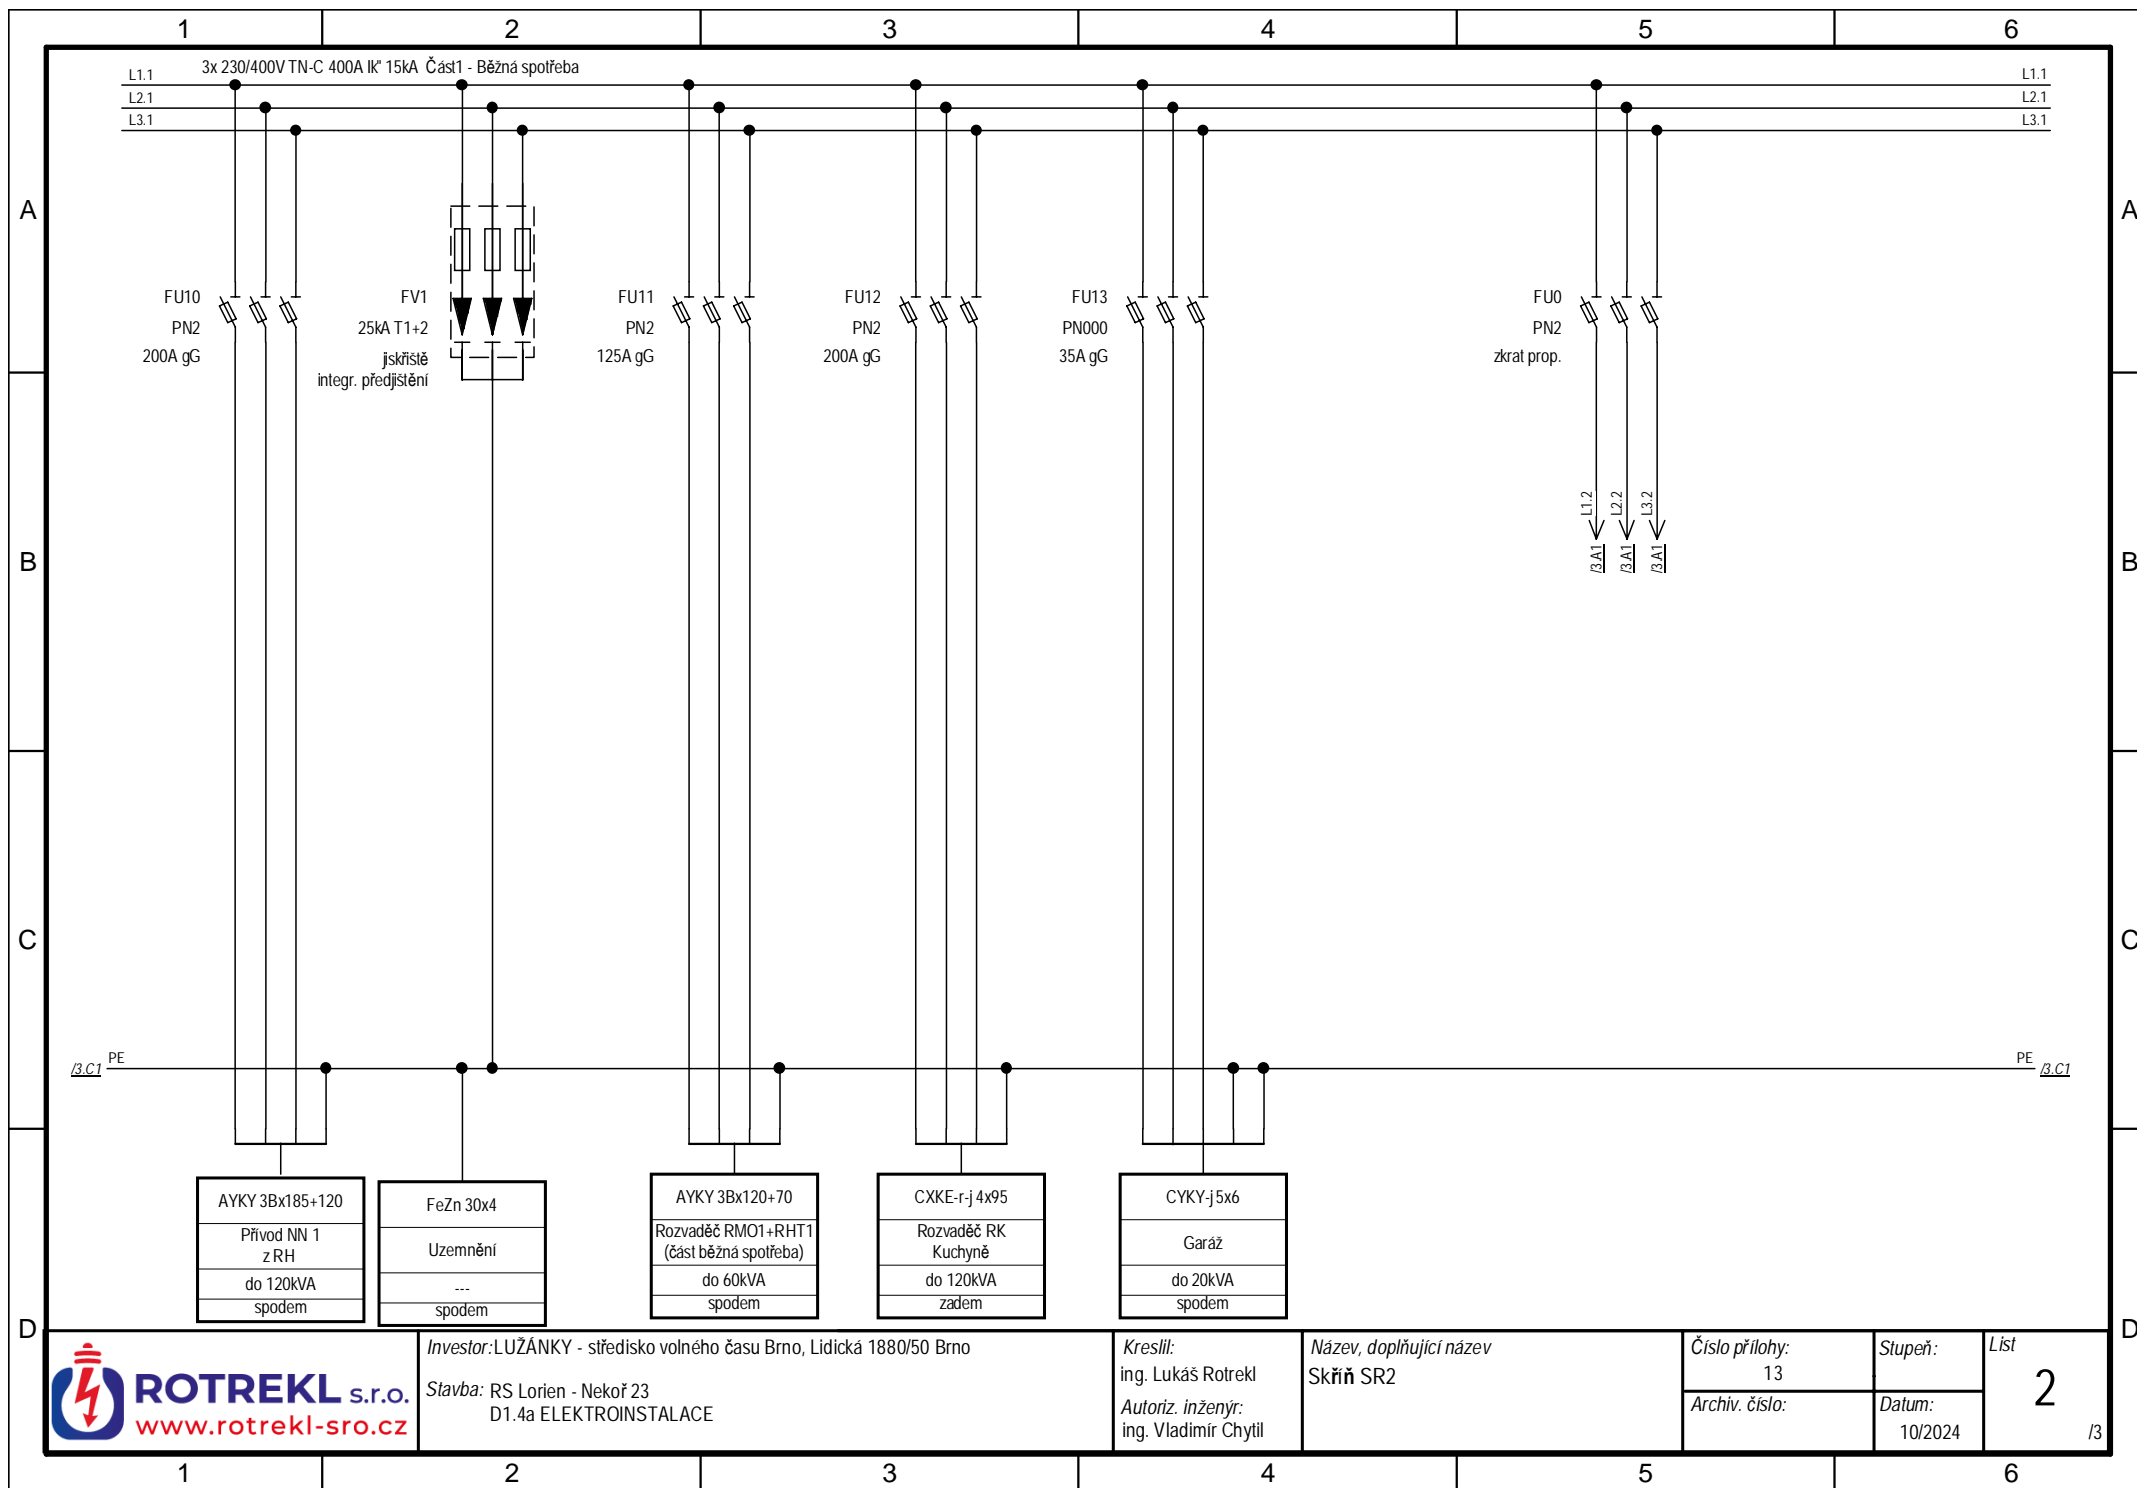 1 2 3 4 5 6
3x 230/400V TN-C 400A Ik" 15kA Část1 - Běžná spotřeba
L1.1 L1.1
L2.1 L2.1
L3.1 L3.1
A A
FU10
PN2
200A gG
FV1
25kA T1+2
jiskřiště
integr. předjištění
FU11
PN2
125A gG
FU12
PN2
200A gG
FU13
PN000
35A gG
FU0
PN2
zkrat prop.
L1.2 L2.2 L3.2
/3.A1 /3.A1 /3.A1
B B
C C
/3.C1 PE PE /3.C1
AYKY 3Bx185+120
Přívod NN 1
z RH
do 120kVA
spodem
FeZn 30x4
Uzemnění
---
spodem
AYKY 3Bx120+70
Rozvaděč RMO1+RHT1
(část běžná spotřeba)
do 60kVA
spodem
CXKE-r-j 4x95
Rozvaděč RK
Kuchyně
do 120kVA
zadem
CYKY-j 5x6
Garáž
do 20kVA
spodem
D D
ROTREKL s.r.o.
www.rotrekl-sro.cz
Investor: LUŽÁNKY - středisko volného času Brno, Lidická 1880/50 Brno
Stavba: RS Lorien - Nekoř 23
D1.4a ELEKTROINSTALACE
Kreslil:
ing. Lukáš Rotrekl
Autoriz. inženýr:
ing. Vladimír Chytil
Název, doplňující název
Skříň SR2
Číslo přílohy:
13
Archiv. číslo:
Stupeň:
Datum:
10/2024
List
2
/3
1 2 3 4 5 6